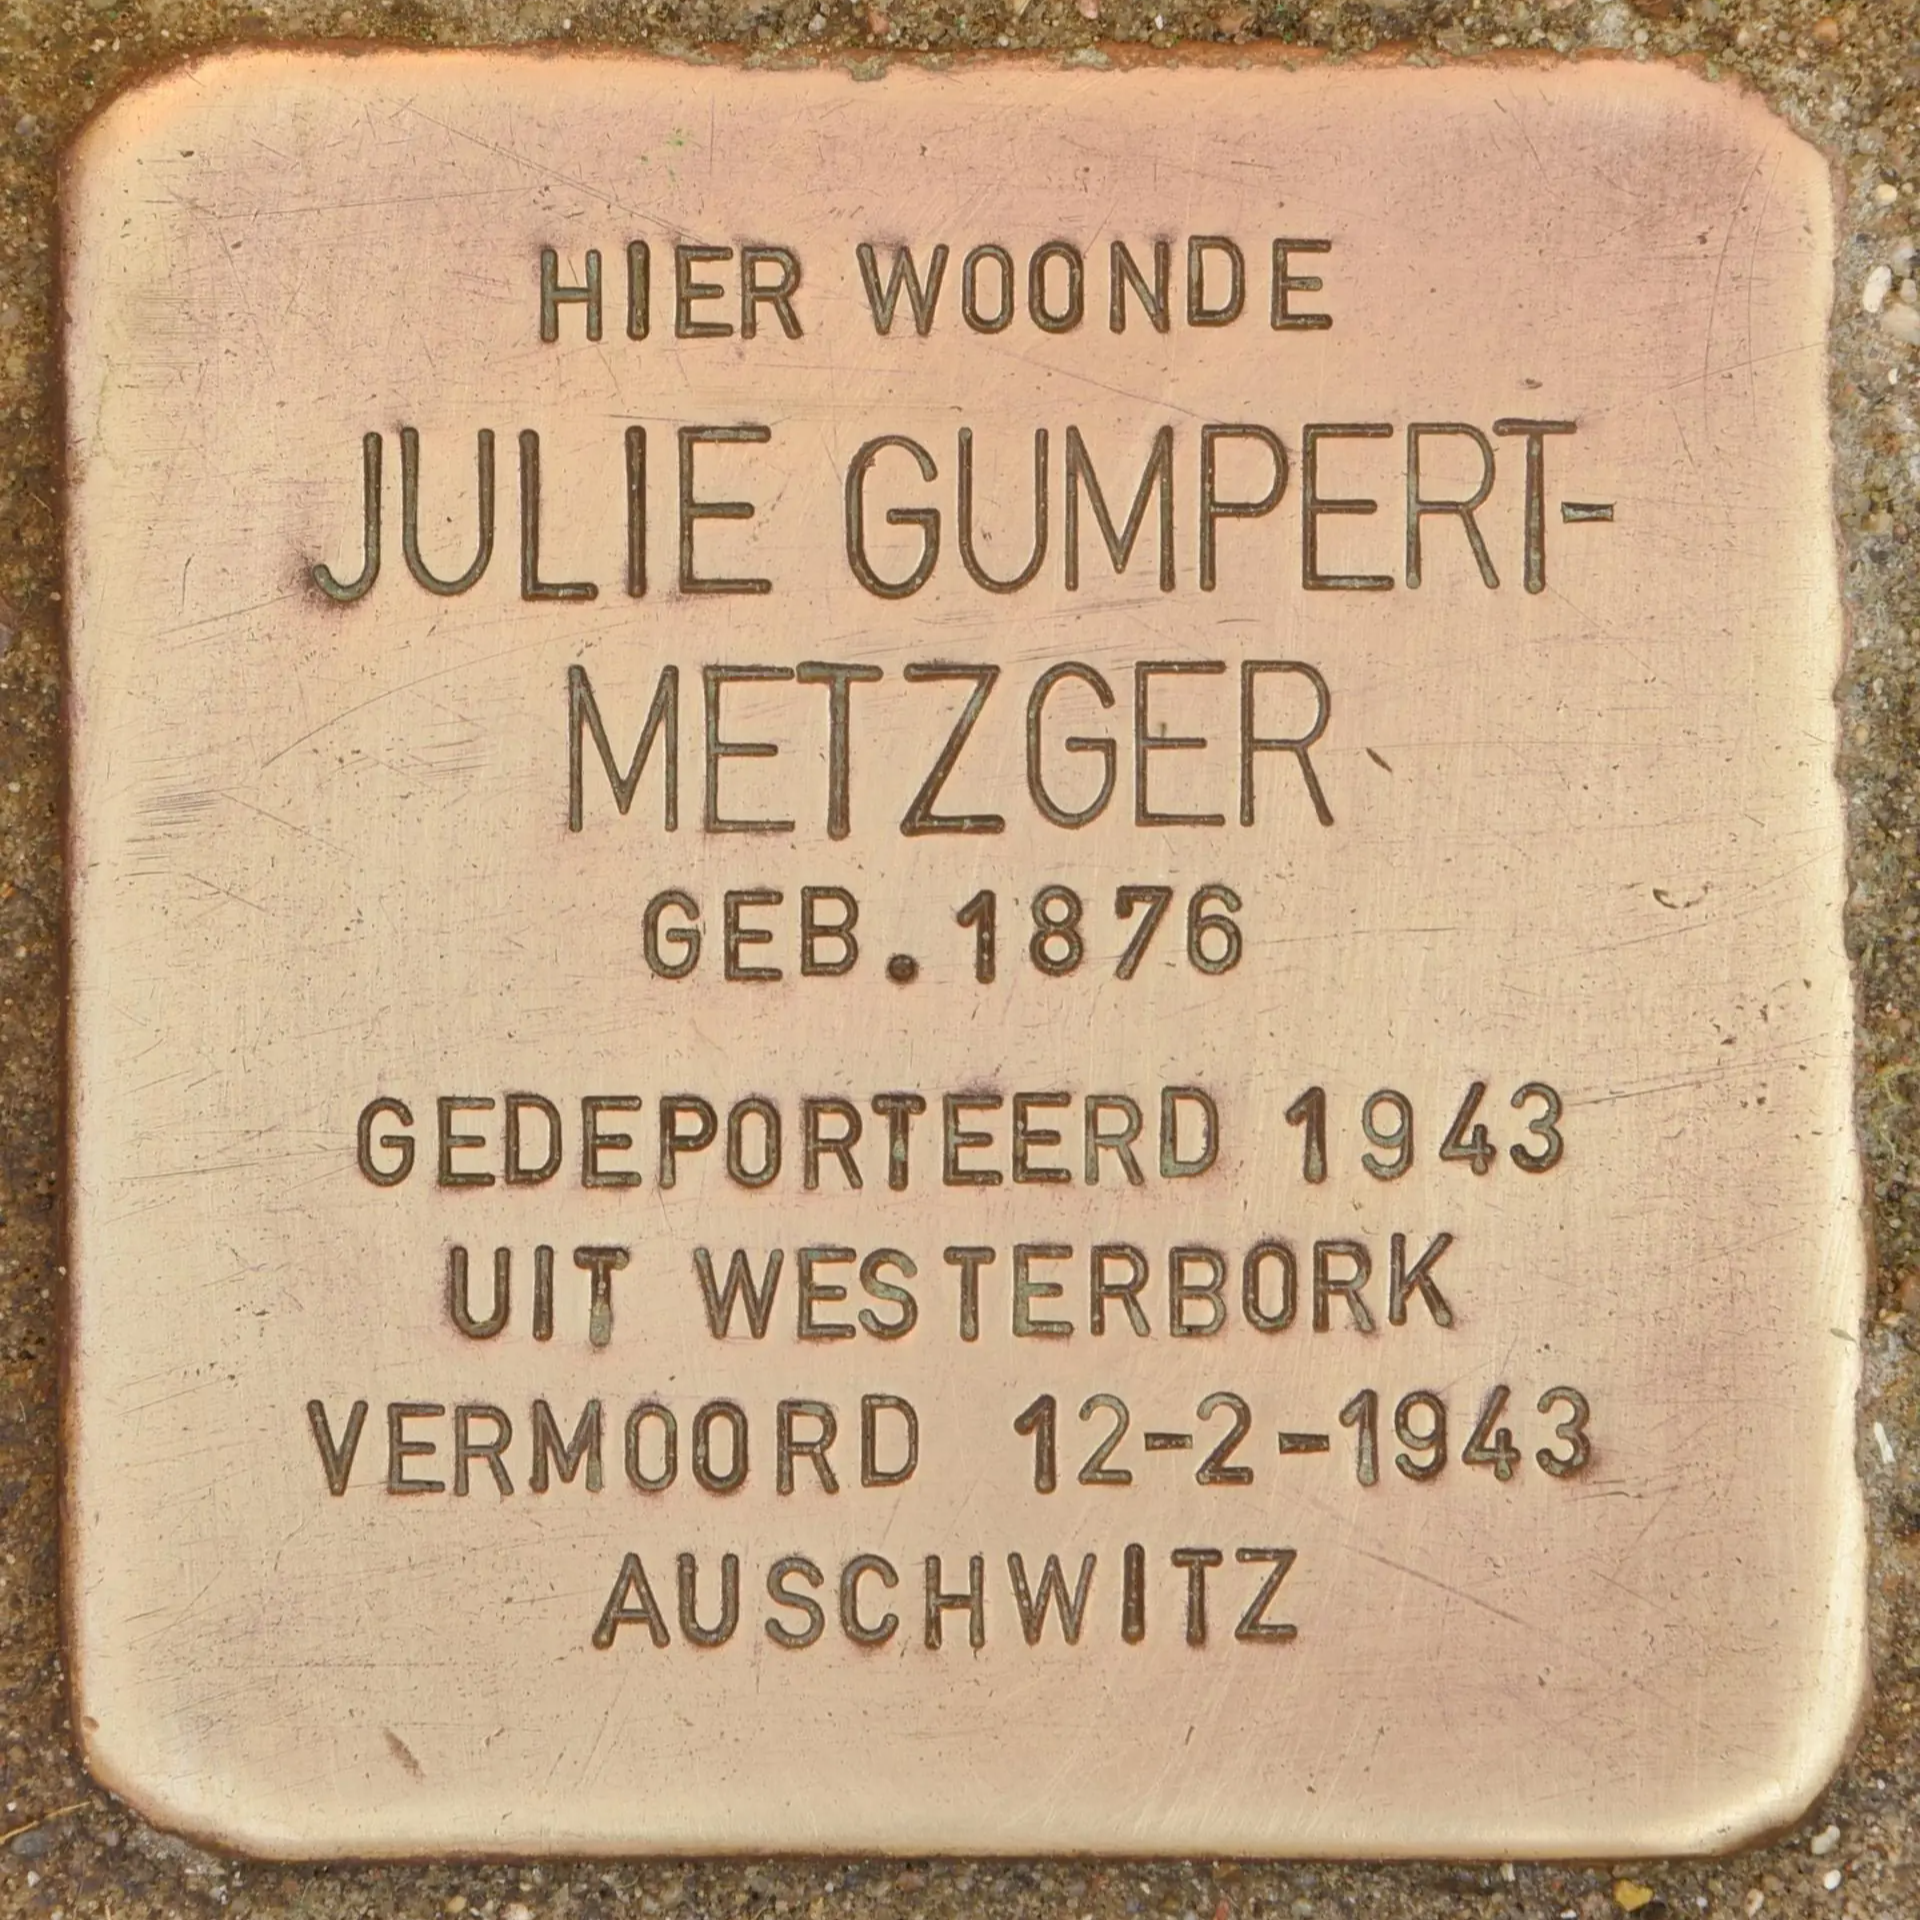 HIER WOONDE
JULIE GUMPERT-
METZGER
GEB. 1876
GEDEPORTEERD 1943
UIT WESTERBORK
VERMOORD 12-2-1943
AUSCHWITZ